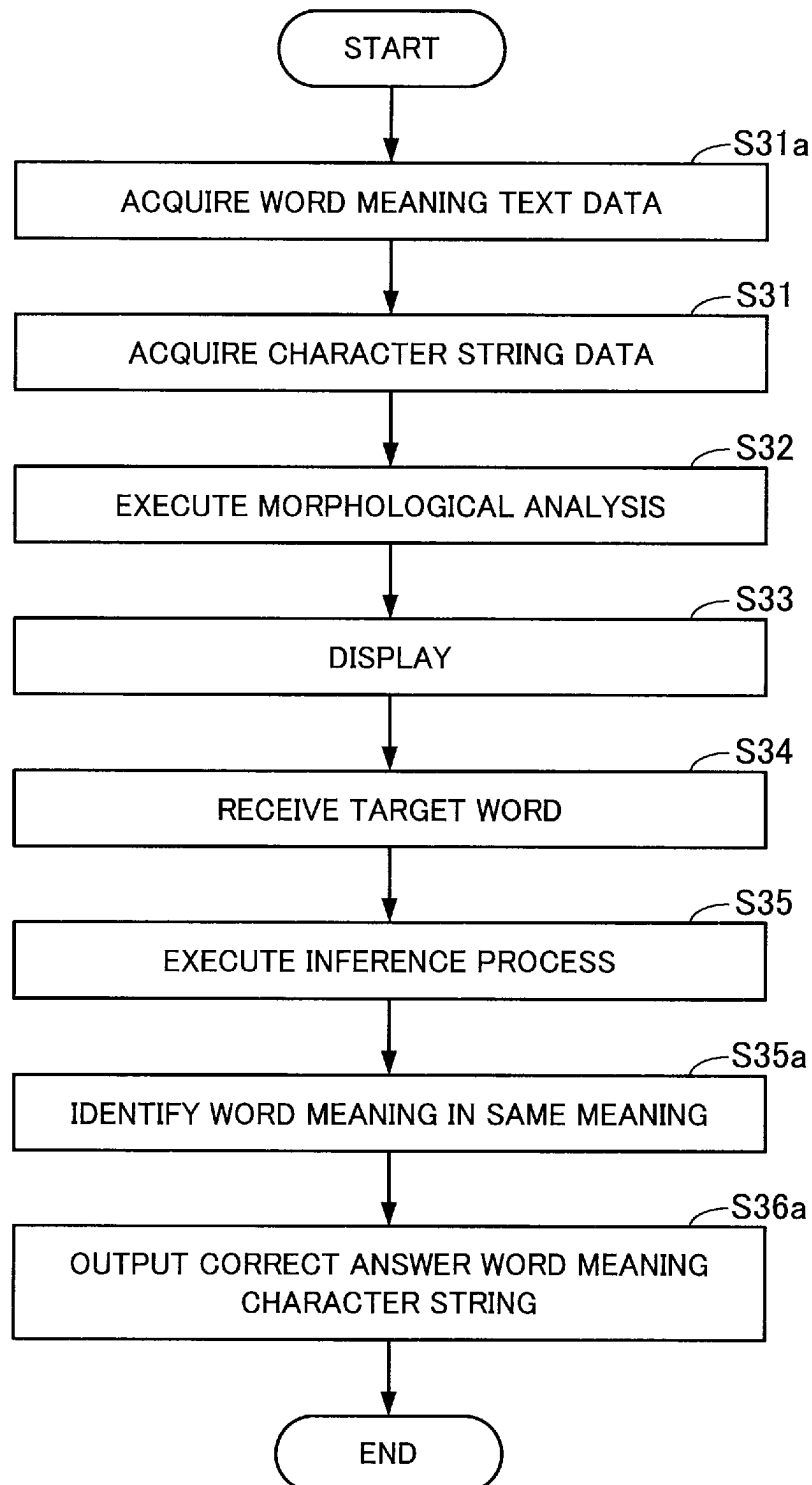 START
S31a
ACQUIRE WORD MEANING TEXT DATA
S31
ACQUIRE CHARACTER STRING DATA
S32
EXECUTE MORPHOLOGICAL ANALYSIS
S33
DISPLAY
S34
RECEIVE TARGET WORD
S35
EXECUTE INFERENCE PROCESS
S35a
IDENTIFY WORD MEANING IN SAME MEANING
S36a
OUTPUT CORRECT ANSWER WORD MEANING
CHARACTER STRING
END